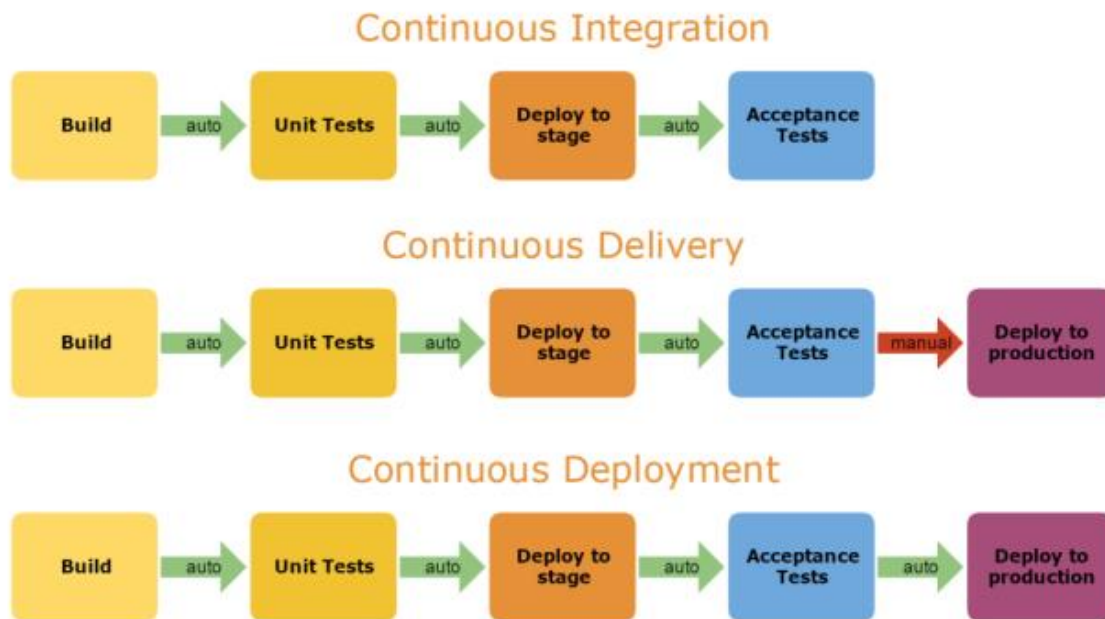 Continuous Integration
Build
auto
Unit Tests
auto
Deploy to
stage
auto
Acceptance
Tests
Continuous Delivery
Build
auto
Unit Tests
auto
Deploy to
stage
auto
Acceptance
Tests
manual
Deploy to
production
Continuous Deployment
Build
auto
Unit Tests
auto
Deploy to
stage
auto
Acceptance
Tests
auto
Deploy to
production